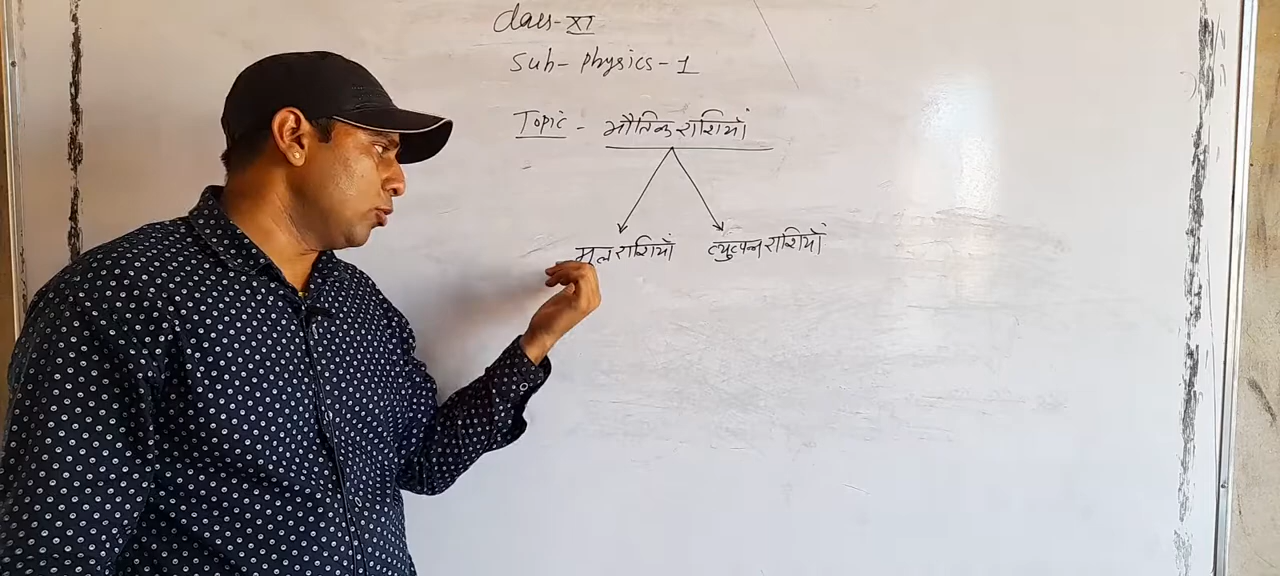 class-XI
Sub- Physics-1
Topic - भौतिक राशियाँ
मूल राशियाँ व्युत्पन्न राशियाँ